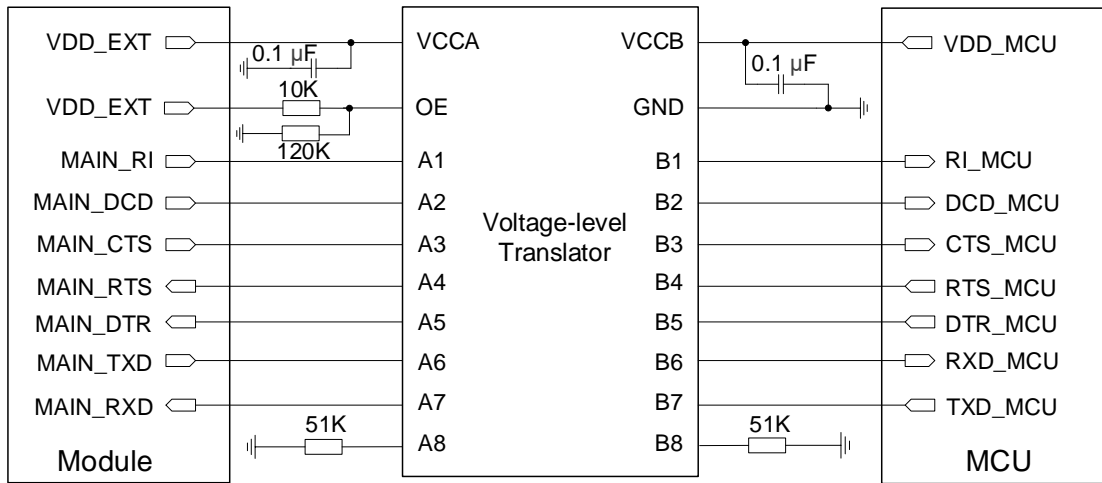 VDD_EXT VCCA VCCB VDD_MCU
0.1 µF 0.1 µF
10K
VDD_EXT OE GND
120K
MAIN_RI A1 B1 RI_MCU
MAIN_DCD A2 B2 DCD_MCU
Voltage-level
Translator
MAIN_CTS A3 B3 CTS_MCU
MAIN_RTS A4 B4 RTS_MCU
MAIN_DTR A5 B5 DTR_MCU
MAIN_TXD A6 B6 RXD_MCU
MAIN_RXD A7 B7 TXD_MCU
51K 51K
A8 B8
Module MCU